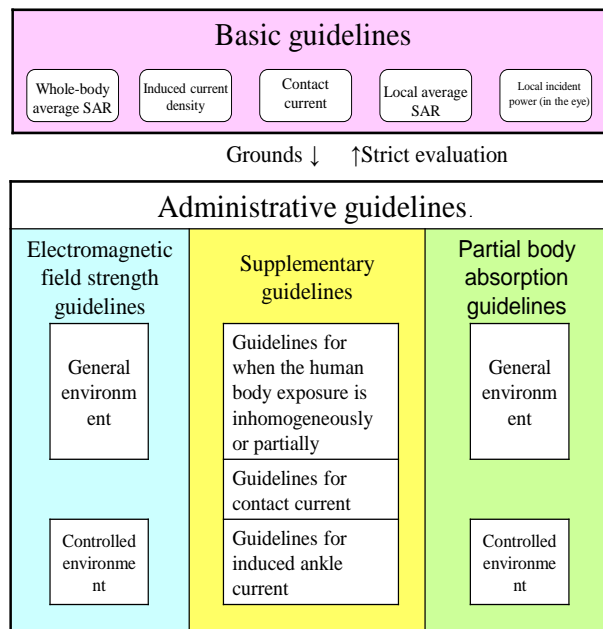 Basic guidelines
Whole-body
average SAR
Induced current
density
Contact
current
Local average
SAR
Local incident
power (in the eye)
Grounds ↓ ↑Strict evaluation
Administrative guidelines.
Electromagnetic
field strength
guidelines
General
environm
ent
Controlled
environme
nt
Supplementary
guidelines
Guidelines for
when the human
body exposure is
inhomogeneously
or partially
Guidelines for
contact current
Guidelines for
induced ankle
current
Partial body
absorption
guidelines
General
environm
ent
Controlled
environme
nt